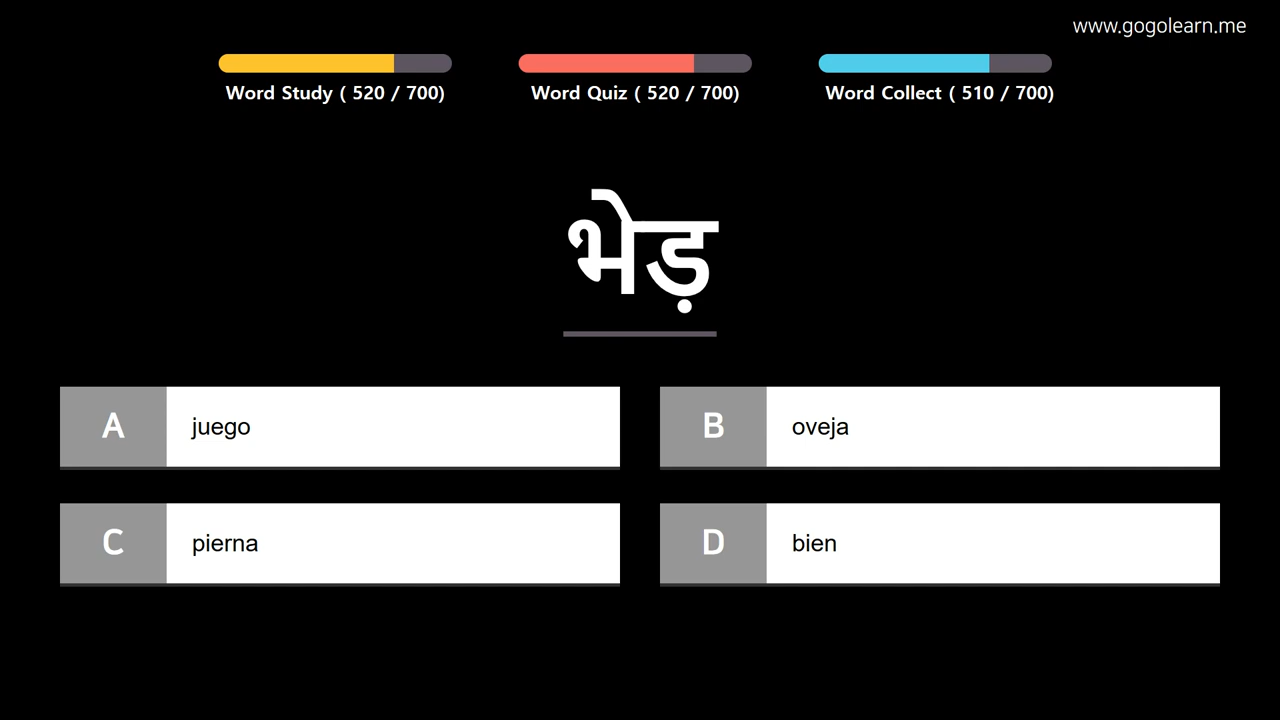 www.gogolearn.me
Word Study ( 520 / 700)
Word Quiz ( 520 / 700)
Word Collect ( 510 / 700)
भेड़
A juego
B oveja
C pierna
D bien